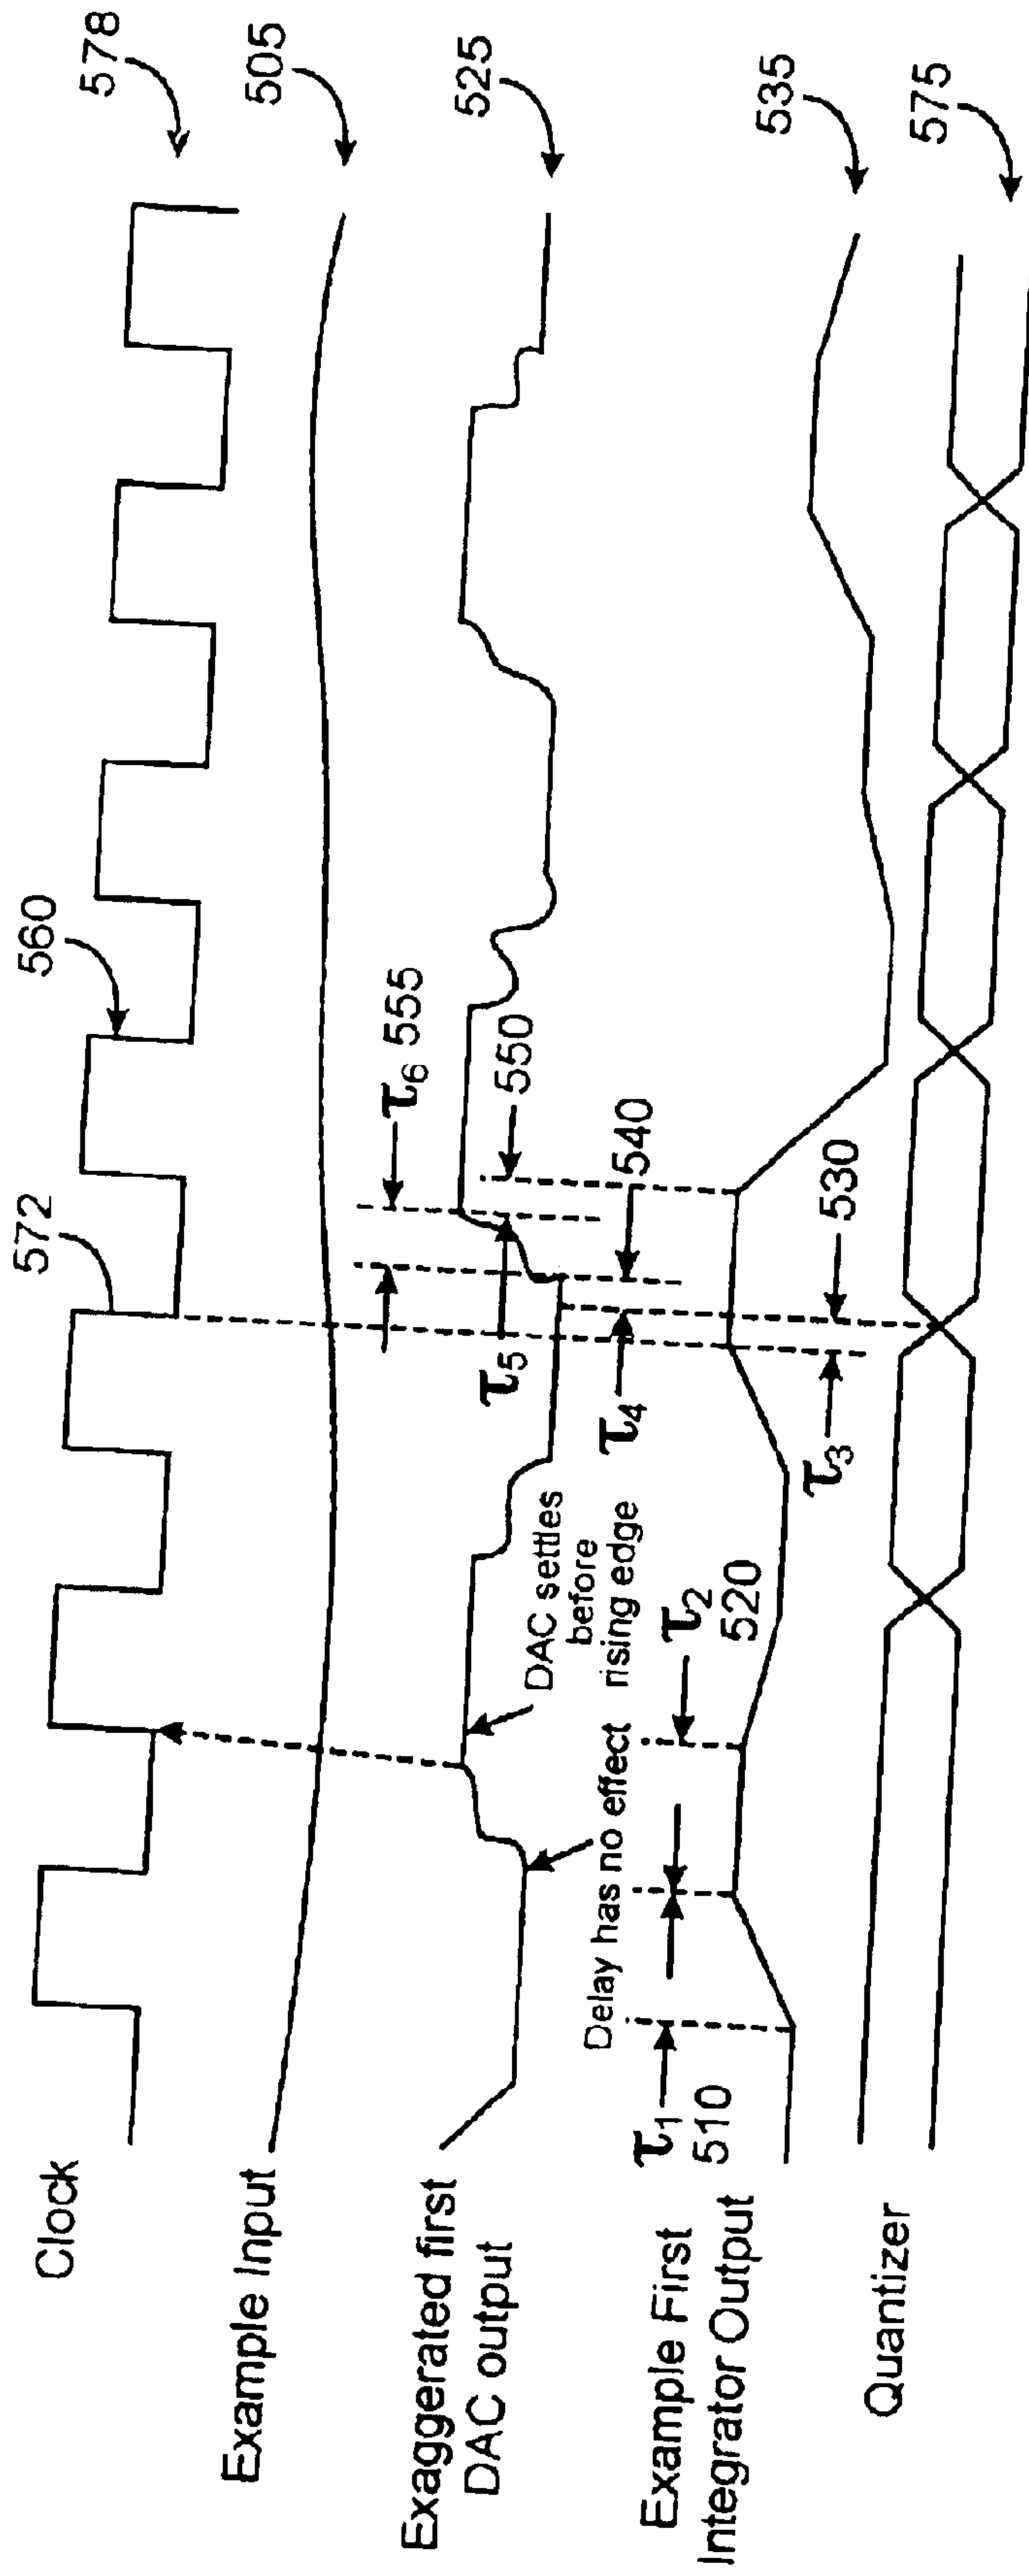 Clock
572
560
578
Example Input
505
Exaggerated first
DAC output
τ6 555
τ5
550
525
DAC settles
before
rising edge
Delay has no effect
τ4
540
Example First
Integrator Output
τ1
510
τ2
520
τ3
530
535
Quantizer
575